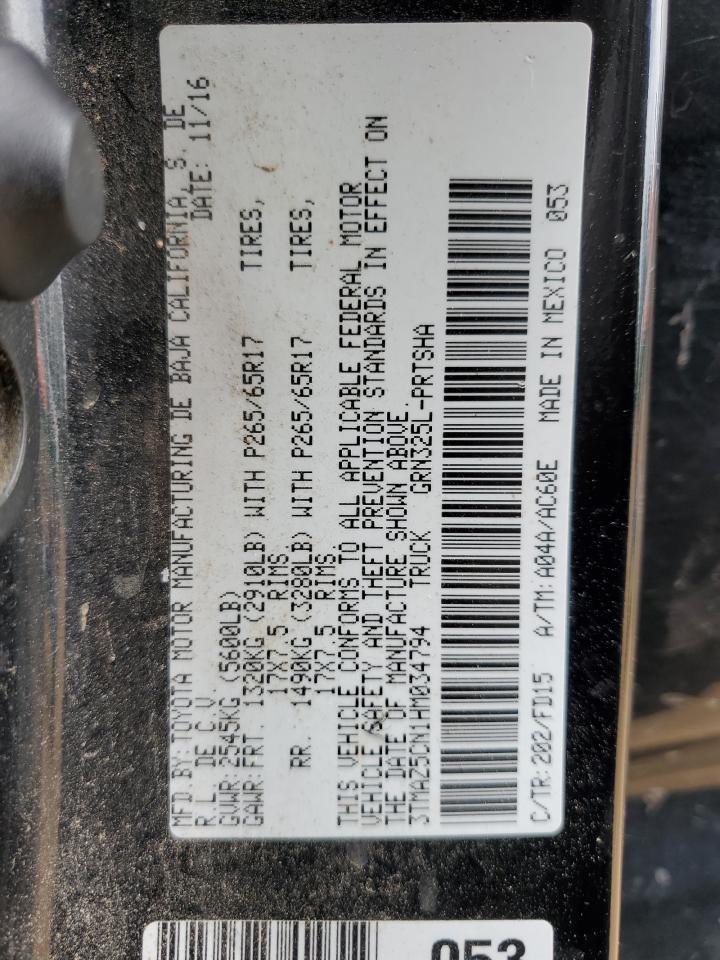 MFD.BY:TOYOTA MOTOR MANUFACTURING DE BAJA CALIFORNIA, S. DE
R.L. DE C.V. DATE: 11/16
GVWR:2545KG (5600LB)
GAWR:FRT. 1320KG (2910LB) WITH P265/65R17 TIRES,
17X7.5 RIMS
RR. 1490KG (3280LB) WITH P265/65R17 TIRES,
17X7.5 RIMS
THIS VEHICLE CONFORMS TO ALL APPLICABLE FEDERAL MOTOR
VEHICLE SAFETY AND THEFT PREVENTION STANDARDS IN EFFECT ON
THE DATE OF MANUFACTURE SHOWN ABOVE.
3TMAZ5CN1HM034794 TRUCK GRN325L-PRTSHA
C/TR:202/FD15 A/TM:A04A/AC60E MADE IN MEXICO 053
053